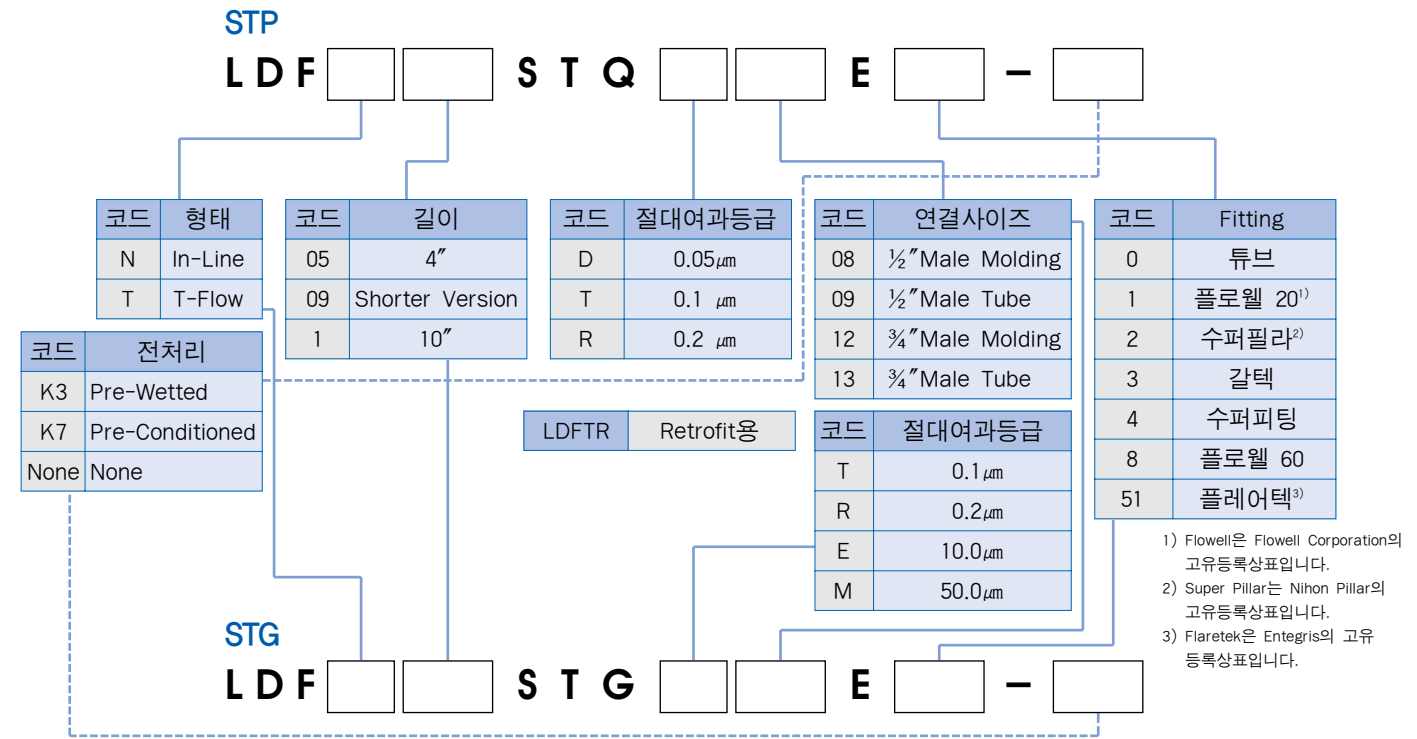 STP
LDF STQ E -
코드 형태
N In-Line
T T-Flow
코드 길이
05 4″
09 Shorter Version
1 10″
코드 절대여과등급
D 0.05㎛
T 0.1 ㎛
R 0.2 ㎛
코드 연결사이즈
08 ½″Male Molding
09 ½″Male Tube
12 ¾″Male Molding
13 ¾″Male Tube
코드 Fitting
0 튜브
1 플로웰 20¹⁾
2 수퍼필라²⁾
3 갈텍
4 수퍼피팅
8 플로웰 60
51 플레어텍³⁾
코드 전처리
K3 Pre-Wetted
K7 Pre-Conditioned
None None
LDFTR Retrofit용
코드 절대여과등급
T 0.1㎛
R 0.2㎛
E 10.0㎛
M 50.0㎛
1) Flowell은 Flowell Corporation의
고유등록상표입니다.
2) Super Pillar는 Nihon Pillar의
고유등록상표입니다.
3) Flaretek은 Entegris의 고유
등록상표입니다.
STG
LDF STG E -